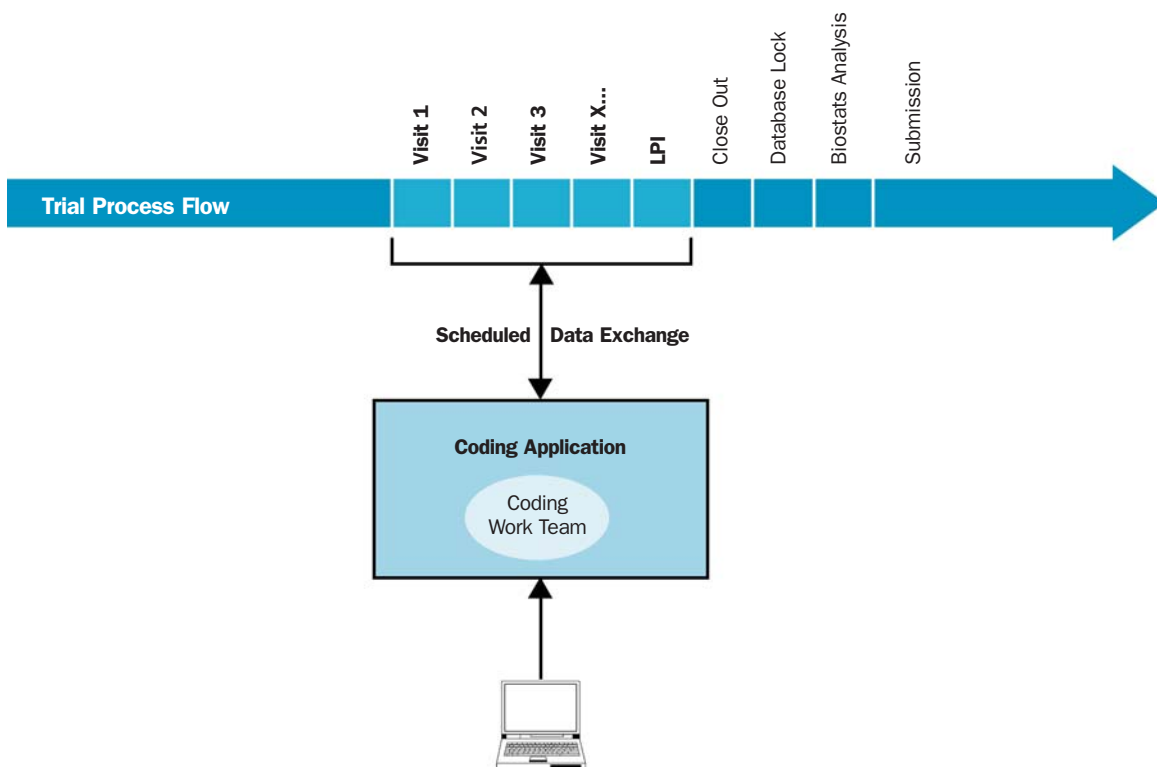 Visit 1
Visit 2
Visit 3
Visit X...
LPI
Close Out
Database Lock
Biostats Analysis
Submission
Trial Process Flow
Scheduled Data Exchange
Coding Application
Coding
Work Team